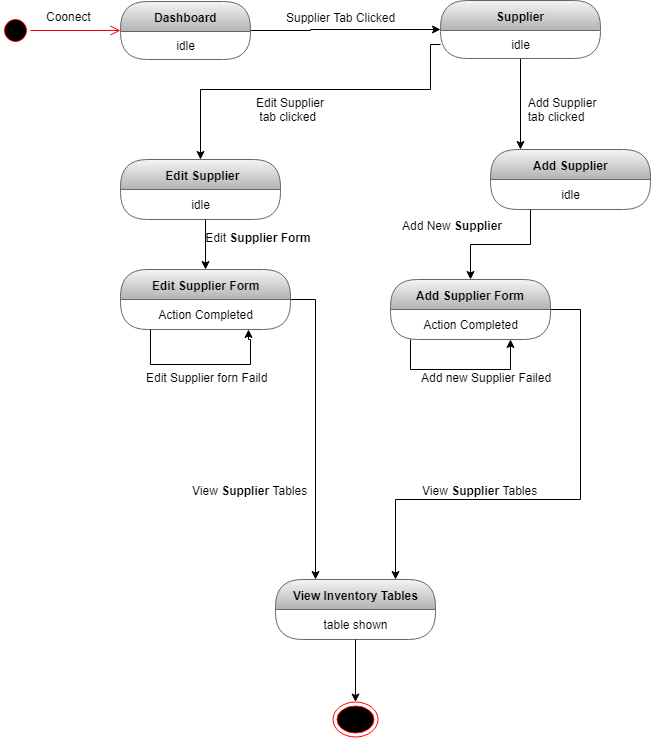 Coonect
Dashboard
idle
Supplier Tab Clicked
Supplier
idle
Edit Supplier
tab clicked
Add Supplier
tab clicked
Edit Supplier
idle
Add Supplier
idle
Edit Supplier Form
Add New Supplier
Edit Supplier Form
Action Completed
Add Supplier Form
Action Completed
Edit Supplier forn Faild
Add new Supplier Failed
View Supplier Tables
View Supplier Tables
View Inventory Tables
table shown